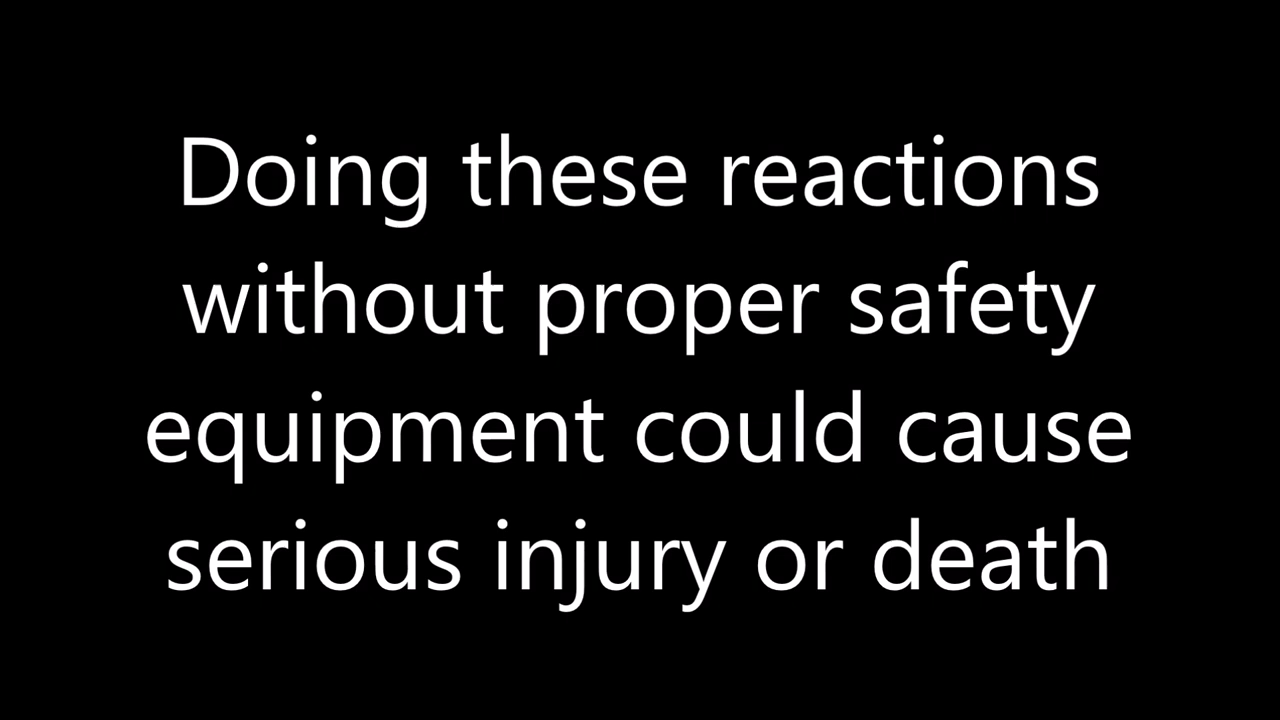 Doing these reactions
without proper safety
equipment could cause
serious injury or death